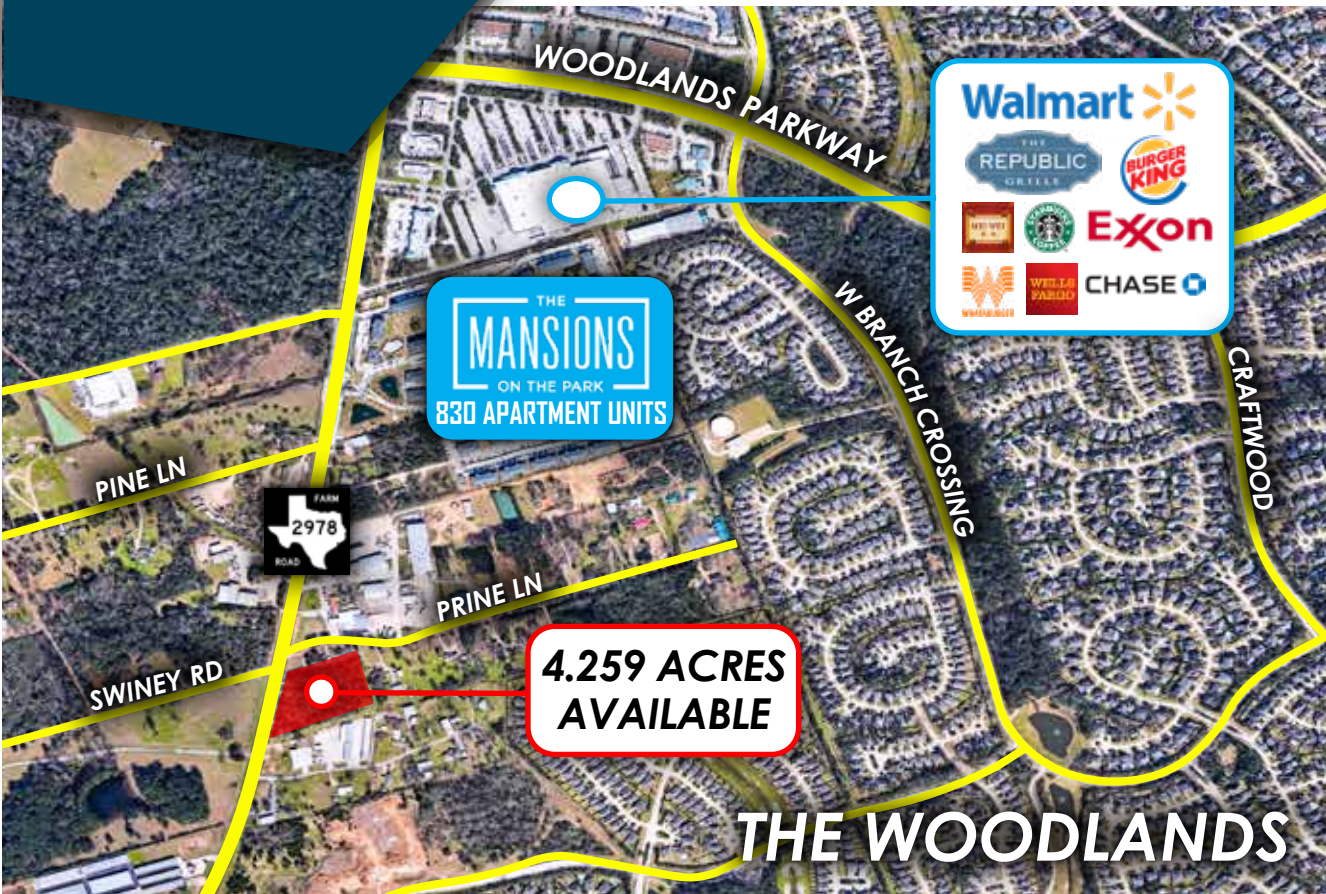 WOODLANDS PARKWAY
Walmart
THE
REPUBLIC
GRILLE
BURGER
KING
STARBUCKS
COFFEE
Exxon
WHATABURGER
WELLS
FARGO
CHASE
THE
MANSIONS
ON THE PARK
830 APARTMENT UNITS
W BRANCH CROSSING
CRAFTWOOD
PINE LN
FARM
2978
ROAD
PRINE LN
SWINEY RD
4.259 ACRES
AVAILABLE
THE WOODLANDS